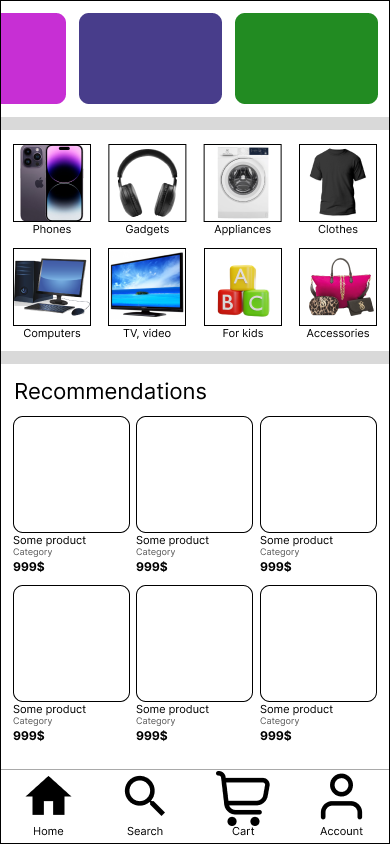 Phones Gadgets Appliances Clothes
A
B C
Computers TV, video For kids Accessories
Recommendations
Some product Some product Some product
Category Category Category
999$ 999$ 999$
Some product Some product Some product
Category Category Category
999$ 999$ 999$
Home Search Cart Account